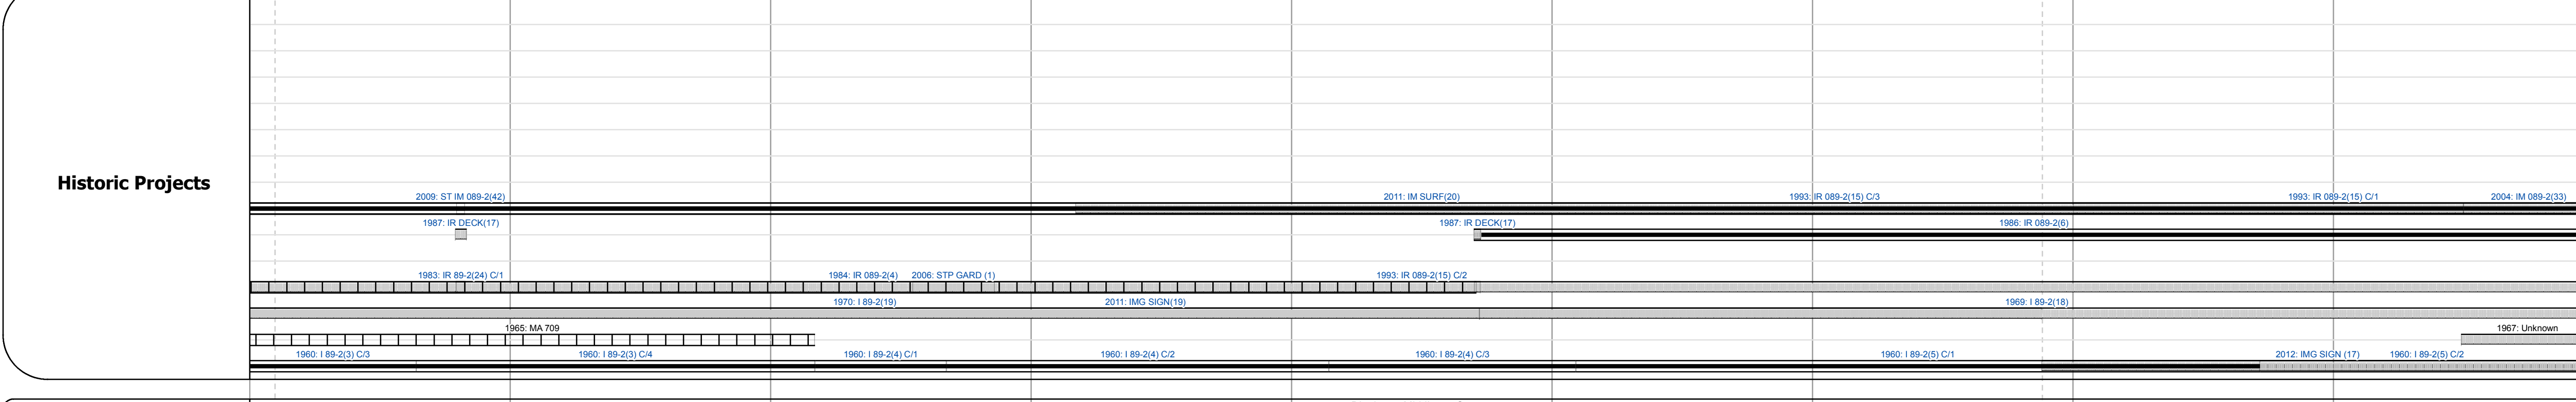 Historic Projects
2009: ST IM 089-2(42)
2011: IM SURF(20)
1993: IR 089-2(15) C/3
1993: IR 089-2(15) C/1
2004: IM 089-2(33)
1987: IR DECK(17)
1987: IR DECK(17)
1986: IR 089-2(6)
1983: IR 89-2(24) C/1
1984: IR 089-2(4)
2006: STP GARD (1)
1993: IR 089-2(15) C/2
1970: I 89-2(19)
2011: IMG SIGN(19)
1969: I 89-2(18)
1965: MA 709
1967: Unknown
1960: I 89-2(3) C/3
1960: I 89-2(3) C/4
1960: I 89-2(4) C/1
1960: I 89-2(4) C/2
1960: I 89-2(4) C/3
1960: I 89-2(5) C/1
2012: IMG SIGN (17)
1960: I 89-2(5) C/2